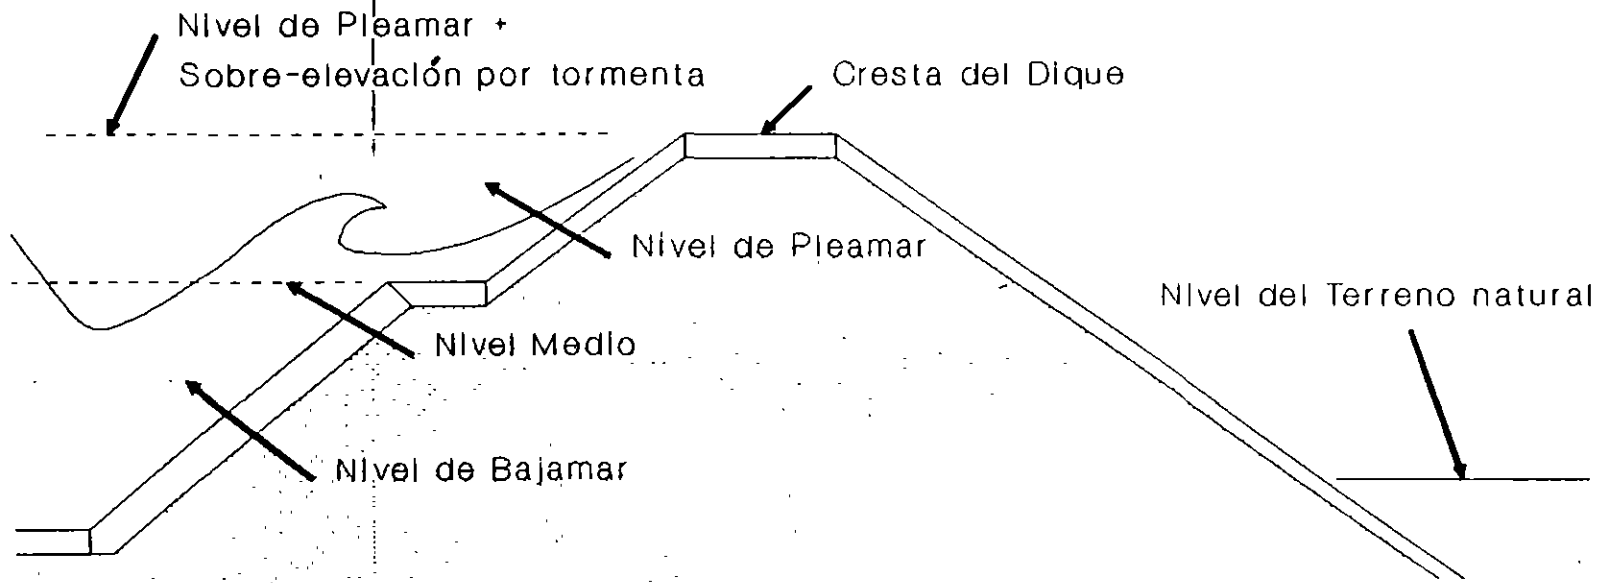 Nivel de Pleamar +
Sobre-elevación por tormenta
Cresta del Dique
Nivel de Pleamar
Nivel del Terreno natural
Nivel Medio
Nivel de Bajamar